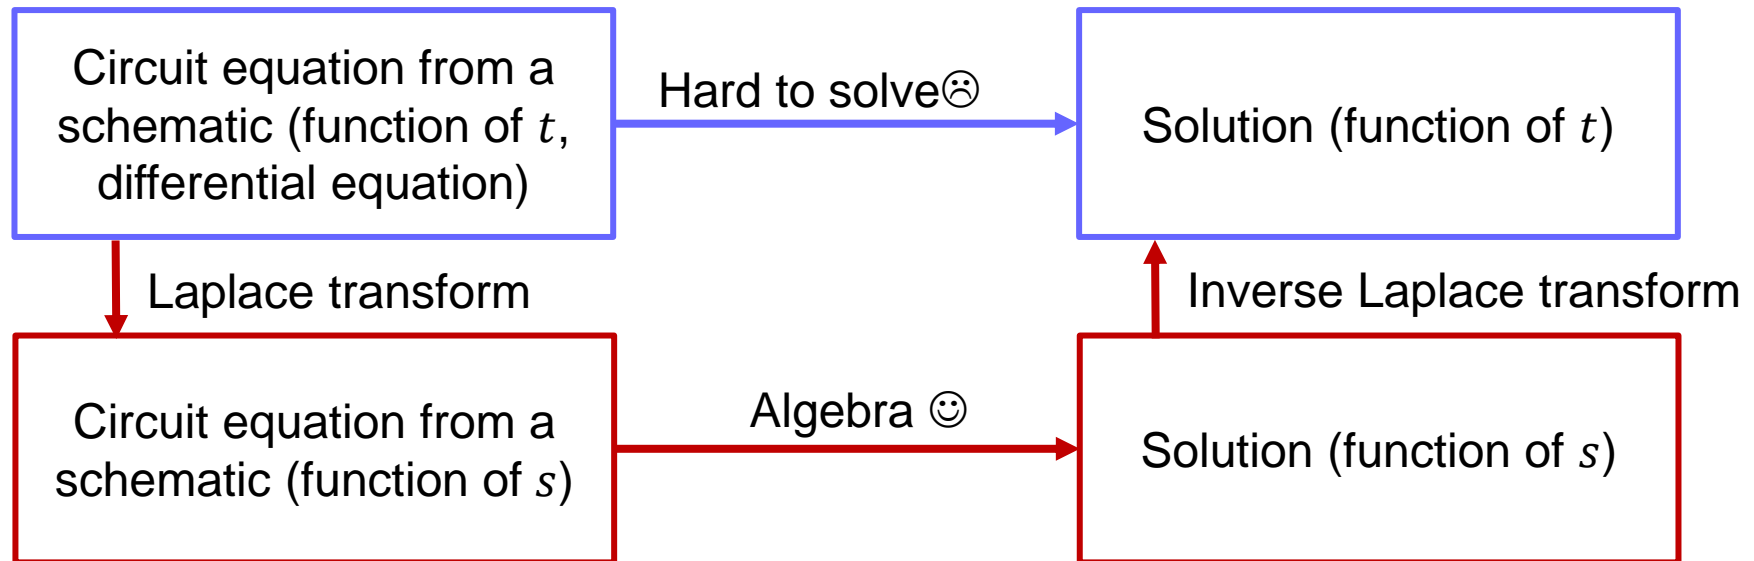 Circuit equation from a
schematic (function of t,
differential equation)
Hard to solve☹
Solution (function of t)
Laplace transform
Inverse Laplace transform
Circuit equation from a
schematic (function of s)
Algebra ☺
Solution (function of s)